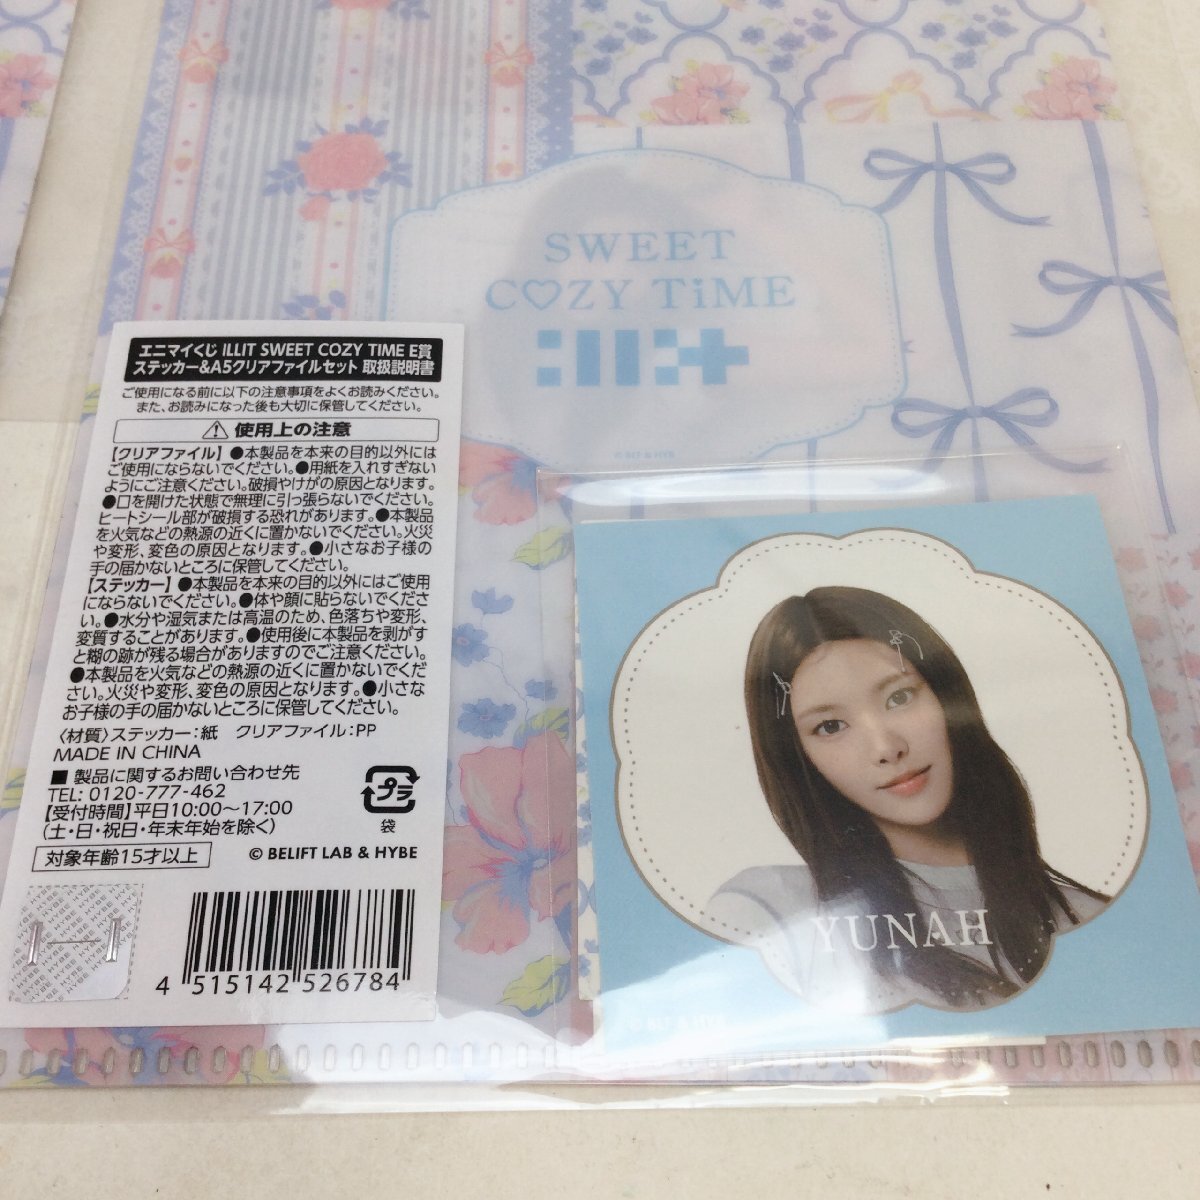 SWEET
C♡ZY TiME
© BLF & HYBE
エニマイくじ ILLIT SWEET COZY TIME E賞
ステッカー&A5クリアファイルセット 取扱説明書
ご使用になる前に以下の注意事項をよくお読みください。
また、お読みになった後も大切に保管してください。
⚠ 使用上の注意
【クリアファイル】●本製品を本来の目的以外には
ご使用にならないでください。●用紙を入れすぎない
ようにご注意ください。破損やけがの原因となります。
●口を開けた状態で無理に引っ張らないでください。
ヒートシール部が破損する恐れがあります。●本製品
を火気などの熱源の近くに置かないでください。火災
や変形、変色の原因となります。●小さなお子様の
手の届かないところに保管してください。
【ステッカー】●本製品を本来の目的以外にはご使用
にならないでください。●体や顔に貼らないでくださ
い。●水分や湿気または高温のため、色落ちや変形、
変質することがあります。●使用後に本製品を剥がす
と糊の跡が残る場合がありますのでご注意ください。
●本製品を火気などの熱源の近くに置かないでくだ
さい。火災や変形、変色の原因となります。●小さな
お子様の手の届かないところに保管してください。
〈材質〉ステッカー:紙 クリアファイル:PP
MADE IN CHINA
■ 製品に関するお問い合わせ先
TEL: 0120-777-462
【受付時間】平日10:00～17:00
(土・日・祝日・年末年始を除く)
プラ
袋
対象年齢15才以上
© BELIFT LAB & HYBE
HYBE
4 515142 526784
YUNAH
© BLF & HYBE